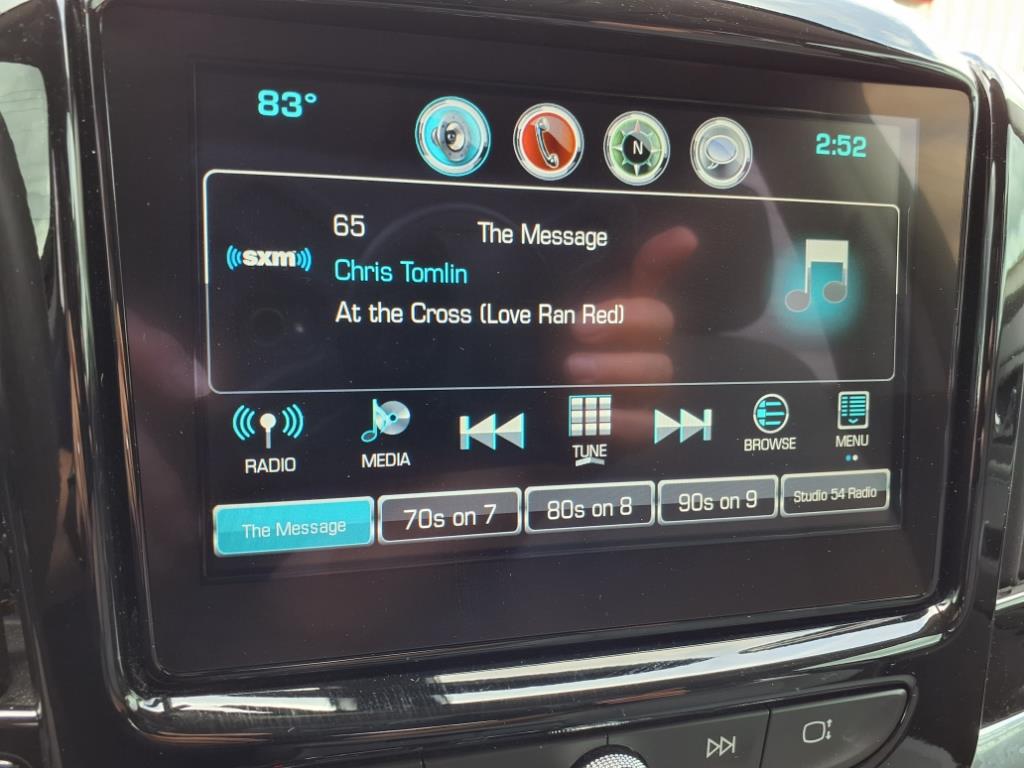 83°
N
2:52
65
The Message
sxm
Chris Tomlin
At the Cross (Love Ran Red)
RADIO
MEDIA
TUNE
BROWSE
MENU
The Message
70s on 7
80s on 8
90s on 9
Studio 54 Radio